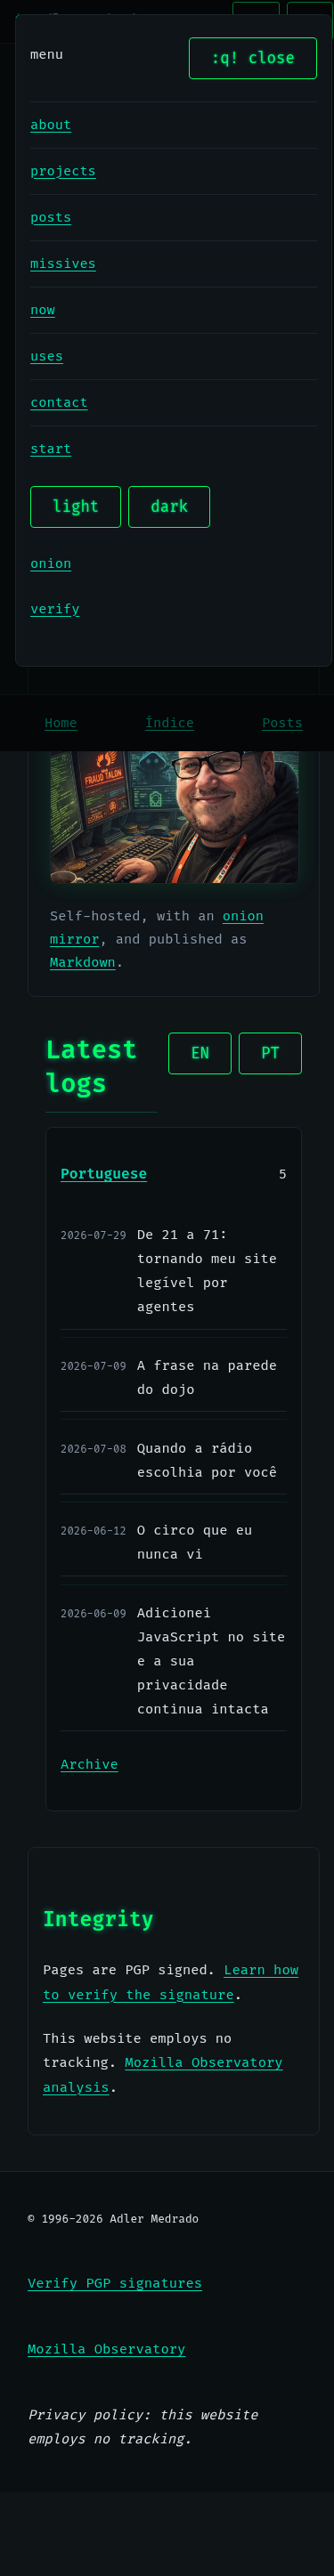 menu
:q! close
about
projects
posts
missives
now
uses
contact
start
light
dark
onion
verify
Home
Índice
Posts
FRAUD TALON
Self-hosted, with an onion
mirror, and published as
Markdown.
Latest
logs
EN
PT
Portuguese
5
2026-07-29
De 21 a 71:
tornando meu site
legível por
agentes
2026-07-09
A frase na parede
do dojo
2026-07-08
Quando a rádio
escolhia por você
2026-06-12
O circo que eu
nunca vi
2026-06-09
Adicionei
JavaScript no site
e a sua
privacidade
continua intacta
Archive
Integrity
Pages are PGP signed. Learn how
to verify the signature.
This website employs no
tracking. Mozilla Observatory
analysis.
© 1996-2026 Adler Medrado
Verify PGP signatures
Mozilla Observatory
Privacy policy: this website
employs no tracking.